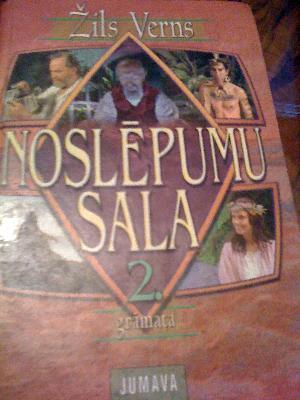 Žils Verns
NOSLĒPUMU
SALA
2.
grāmata
JUMAVA